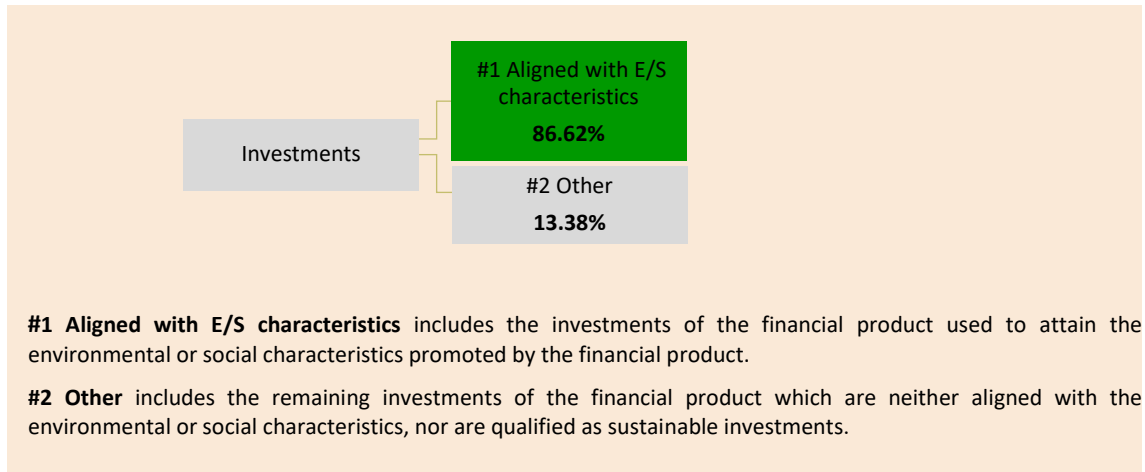 #1 Aligned with E/S
characteristics
86.62%
Investments
#2 Other
13.38%
#1 Aligned with E/S characteristics includes the investments of the financial product used to attain the
environmental or social characteristics promoted by the financial product.
#2 Other includes the remaining investments of the financial product which are neither aligned with the
environmental or social characteristics, nor are qualified as sustainable investments.